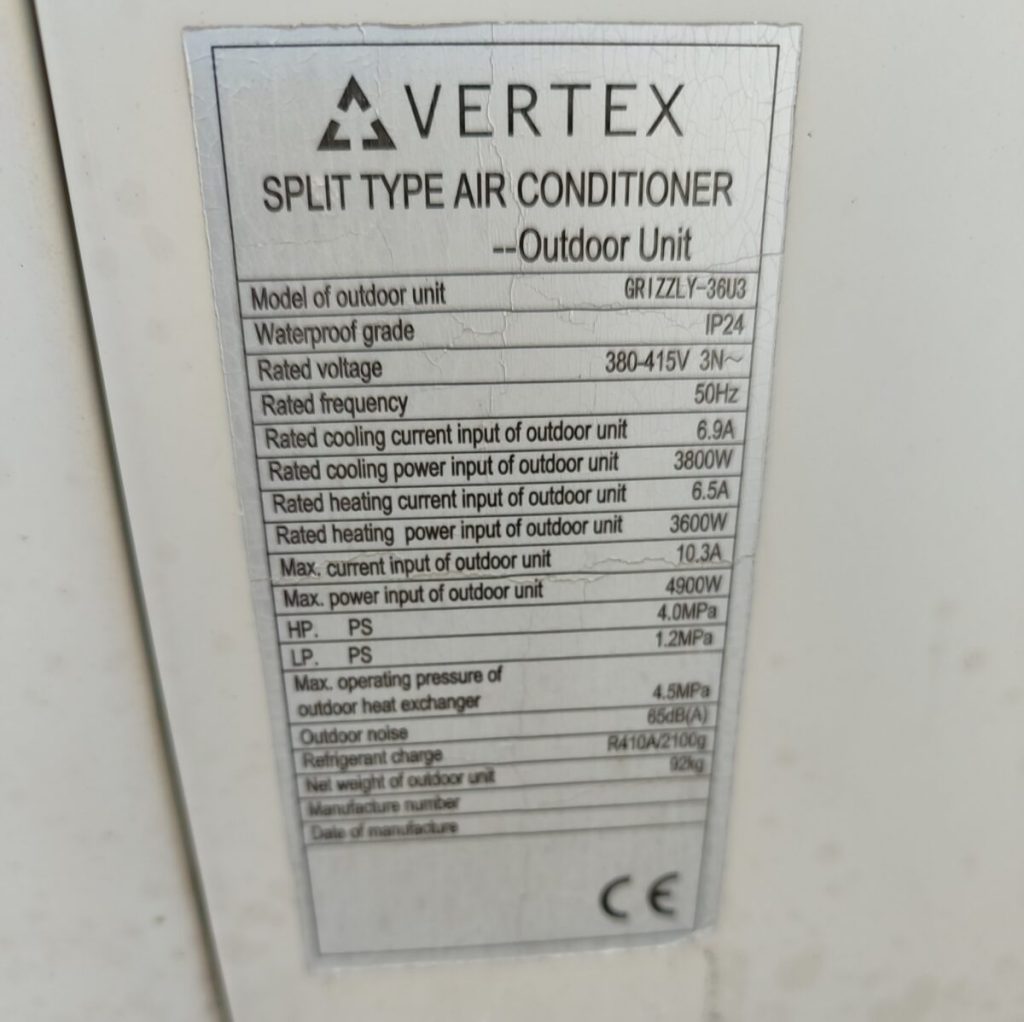 VERTEX
SPLIT TYPE AIR CONDITIONER
--Outdoor Unit
Model of outdoor unit GRIZZLY-36U3
Waterproof grade IP24
Rated voltage 380-415V 3N~
Rated frequency 50Hz
Rated cooling current input of outdoor unit 6.9A
Rated cooling power input of outdoor unit 3800W
Rated heating current input of outdoor unit 6.5A
Rated heating power input of outdoor unit 3600W
Max. current input of outdoor unit 10.3A
Max. power input of outdoor unit 4900W
HP. PS 4.0MPa
LP. PS 1.2MPa
Max. operating pressure of
outdoor heat exchanger 4.5MPa
Outdoor noise 65dB(A)
Refrigerant charge R410A/2100g
Net weight of outdoor unit 92kg
Manufacture number
Date of manufacture
CE